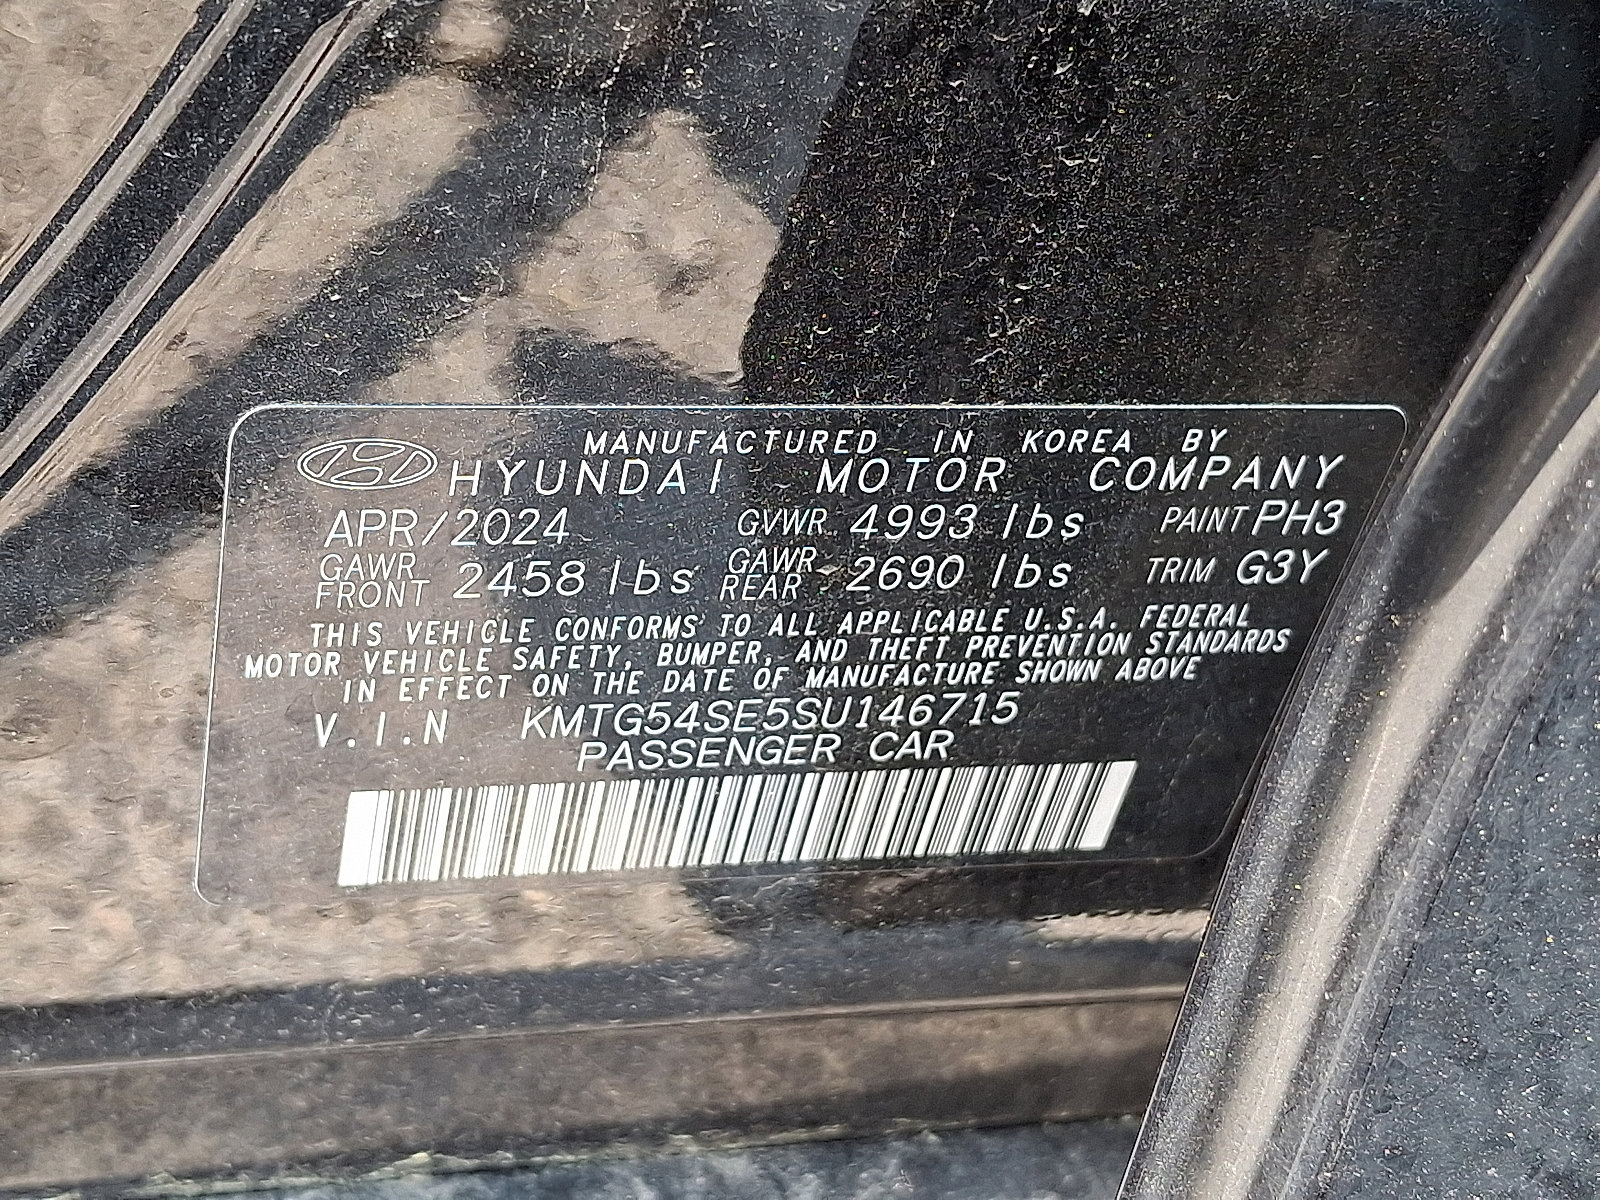 MANUFACTURED IN KOREA BY
HYUNDAI MOTOR COMPANY
APR/2024 GVWR 4993 lbs PAINT PH3
GAWR FRONT 2458 lbs GAWR REAR 2690 lbs TRIM G3Y
THIS VEHICLE CONFORMS TO ALL APPLICABLE U.S.A. FEDERAL
MOTOR VEHICLE SAFETY, BUMPER, AND THEFT PREVENTION STANDARDS
IN EFFECT ON THE DATE OF MANUFACTURE SHOWN ABOVE
V.I.N KMTG54SE5SU146715
PASSENGER CAR